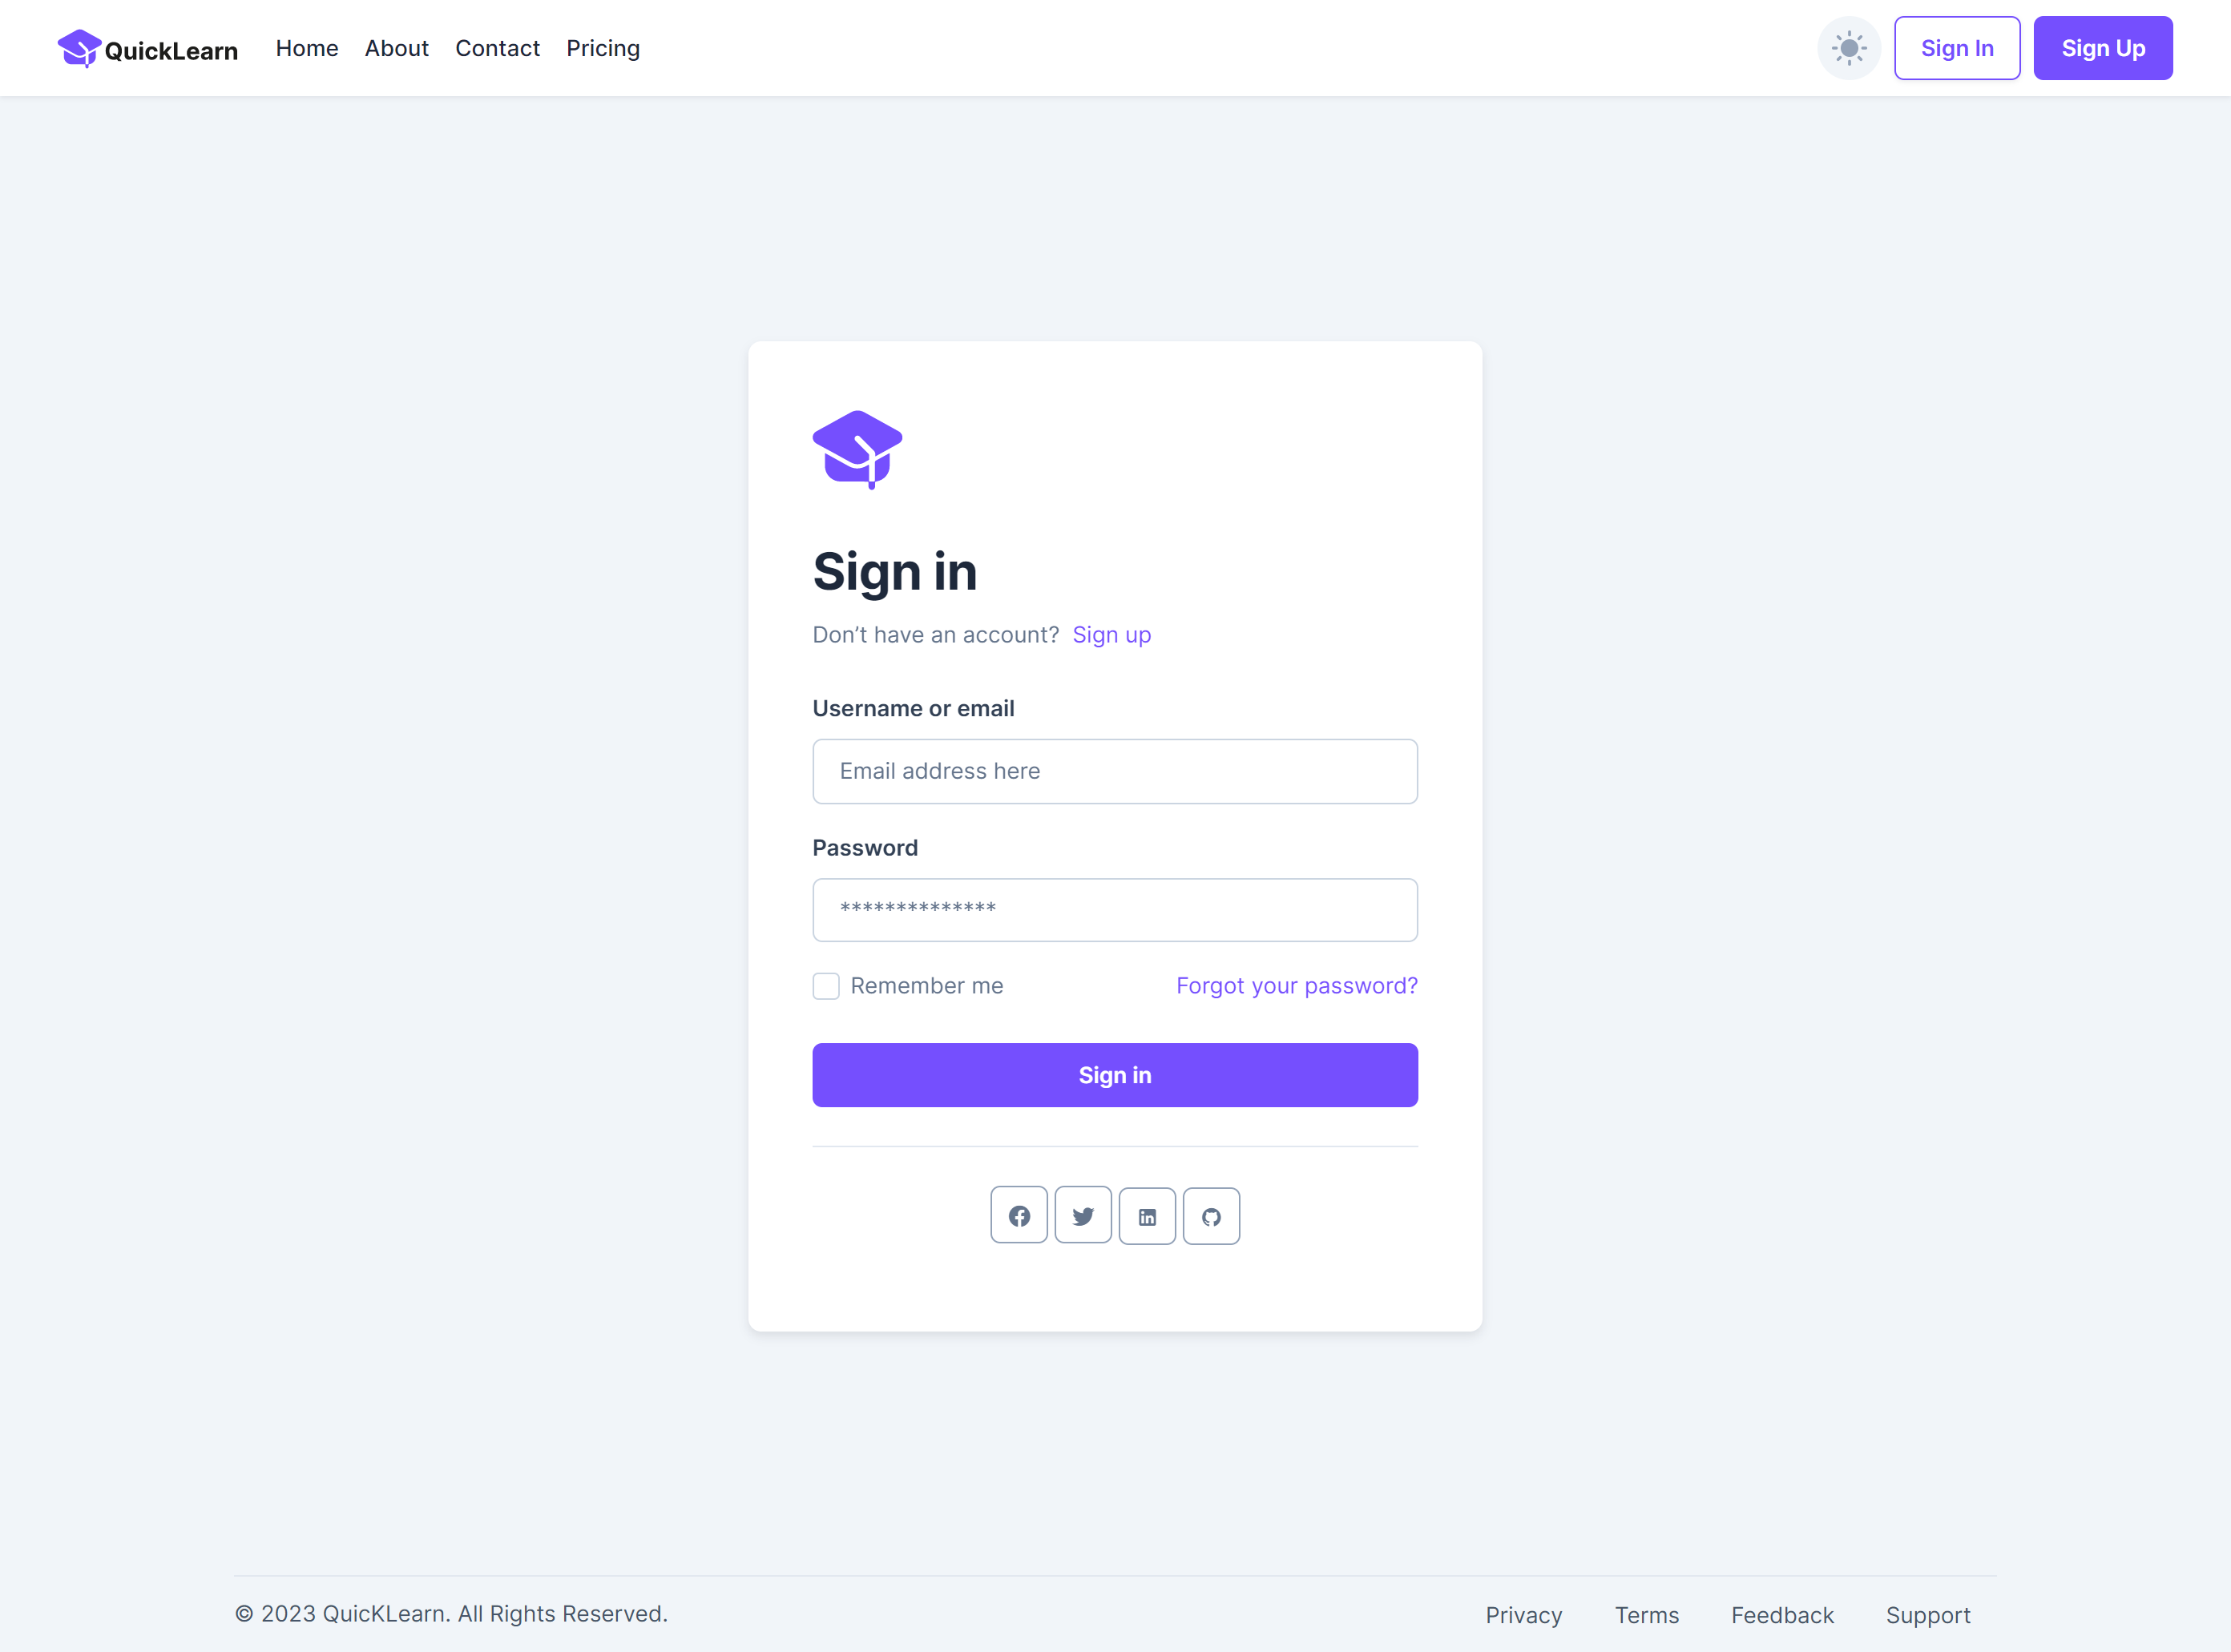 QuickLearn Home About Contact Pricing Sign In Sign Up
Sign in
Don’t have an account? Sign up
Username or email
Email address here
Password
**************
Remember me Forgot your password?
Sign in
© 2023 QuicKLearn. All Rights Reserved. Privacy Terms Feedback Support